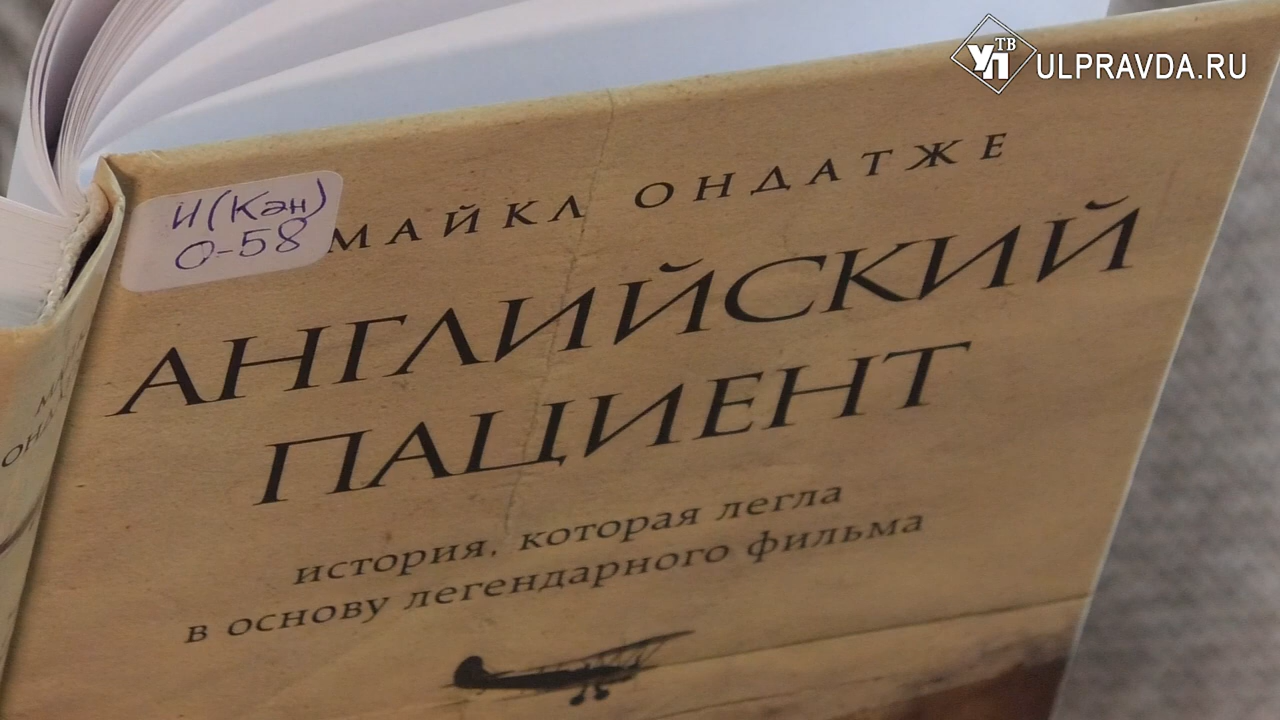 УП ТВ ULPRAVDA.RU
И(Кан)
О-58
МАЙКЛ ОНДАТЖЕ
АНГЛИЙСКИЙ
ПАЦИЕНТ
история, которая легла
в основу легендарного фильма